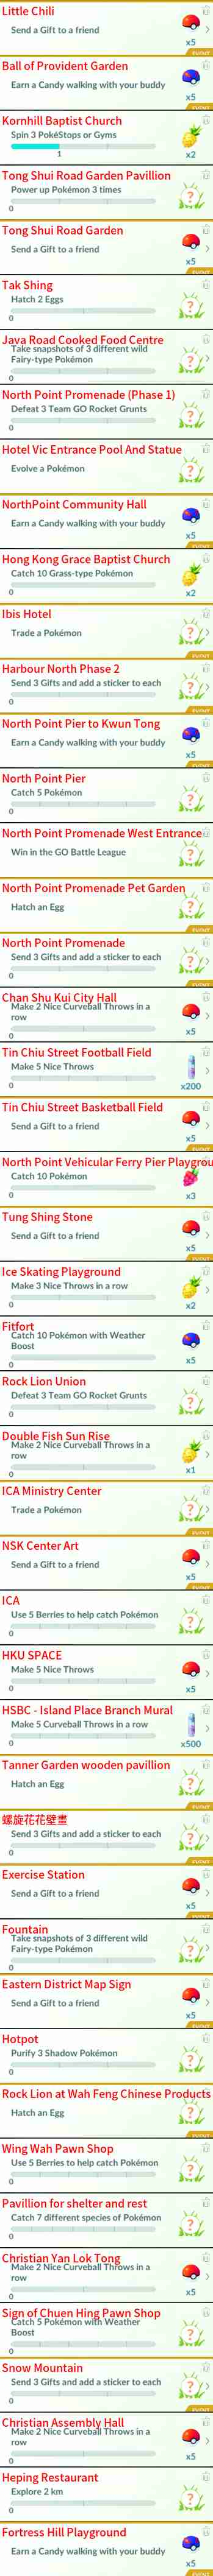 Little Chili
Send a Gift to a friend
x5
EVENT
Ball of Provident Garden
Earn a Candy walking with your buddy
x5
EVENT
Kornhill Baptist Church
Spin 3 PokéStops or Gyms
1
x2
Tong Shui Road Garden Pavillion
Power up Pokémon 3 times
0
Tong Shui Road Garden
Send a Gift to a friend
x5
EVENT
Tak Shing
Hatch 2 Eggs
0
Java Road Cooked Food Centre
Take snapshots of 3 different wild
Fairy-type Pokémon
0
North Point Promenade (Phase 1)
Defeat 3 Team GO Rocket Grunts
0
Hotel Vic Entrance Pool And Statue
Evolve a Pokémon
NorthPoint Community Hall
Earn a Candy walking with your buddy
x5
EVENT
Hong Kong Grace Baptist Church
Catch 10 Grass-type Pokémon
0
x2
Ibis Hotel
Trade a Pokémon
EVENT
Harbour North Phase 2
Send 3 Gifts and add a sticker to each
0
EVENT
North Point Pier to Kwun Tong
Earn a Candy walking with your buddy
x5
EVENT
North Point Pier
Catch 5 Pokémon
0
North Point Promenade West Entrance
Win in the GO Battle League
North Point Promenade Pet Garden
Hatch an Egg
EVENT
North Point Promenade
Send 3 Gifts and add a sticker to each
0
EVENT
Chan Shu Kui City Hall
Make 2 Nice Curveball Throws in a
row
0
x5
Tin Chiu Street Football Field
Make 5 Nice Throws
0
x200
Tin Chiu Street Basketball Field
Send a Gift to a friend
x5
EVENT
North Point Vehicular Ferry Pier Playgrou
Catch 10 Pokémon
0
x3
Tung Shing Stone
Send a Gift to a friend
x5
EVENT
Ice Skating Playground
Make 3 Nice Throws in a row
0
x2
Fitfort
Catch 10 Pokémon with Weather
Boost
0
x5
Rock Lion Union
Defeat 3 Team GO Rocket Grunts
0
Double Fish Sun Rise
Make 2 Nice Curveball Throws in a
row
0
x1
ICA Ministry Center
Trade a Pokémon
EVENT
NSK Center Art
Send a Gift to a friend
x5
EVENT
ICA
Use 5 Berries to help catch Pokémon
0
HKU SPACE
Make 5 Nice Throws
0
x5
HSBC - Island Place Branch Mural
Make 5 Curveball Throws in a row
0
x500
Tanner Garden wooden pavillion
Hatch an Egg
EVENT
螺旋花花壁畫
Send 3 Gifts and add a sticker to each
0
EVENT
Exercise Station
Send a Gift to a friend
x5
EVENT
Fountain
Take snapshots of 3 different wild
Fairy-type Pokémon
0
Eastern District Map Sign
Send a Gift to a friend
x5
EVENT
Hotpot
Purify 3 Shadow Pokémon
0
Rock Lion at Wah Feng Chinese Products
Hatch an Egg
EVENT
Wing Wah Pawn Shop
Use 5 Berries to help catch Pokémon
0
Pavillion for shelter and rest
Catch 7 different species of Pokémon
0
Christian Yan Lok Tong
Make 2 Nice Curveball Throws in a
row
0
x5
Sign of Chuen Hing Pawn Shop
Catch 5 Pokémon with Weather
Boost
0
Snow Mountain
Send 3 Gifts and add a sticker to each
0
EVENT
Christian Assembly Hall
Make 2 Nice Curveball Throws in a
row
0
x5
Heping Restaurant
Explore 2 km
0
Fortress Hill Playground
Earn a Candy walking with your buddy
x5
EVENT